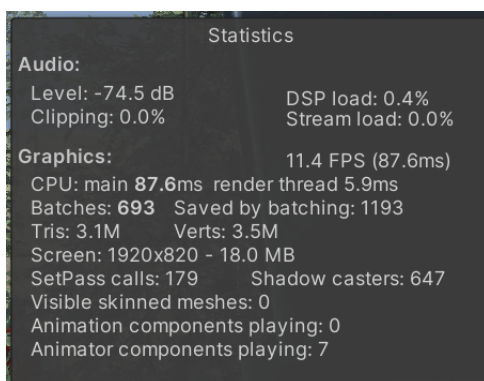 Statistics
Audio:
Level: -74.5 dB DSP load: 0.4%
Clipping: 0.0% Stream load: 0.0%
Graphics: 11.4 FPS (87.6ms)
CPU: main 87.6ms render thread 5.9ms
Batches: 693 Saved by batching: 1193
Tris: 3.1M Verts: 3.5M
Screen: 1920x820 - 18.0 MB
SetPass calls: 179 Shadow casters: 647
Visible skinned meshes: 0
Animation components playing: 0
Animator components playing: 7